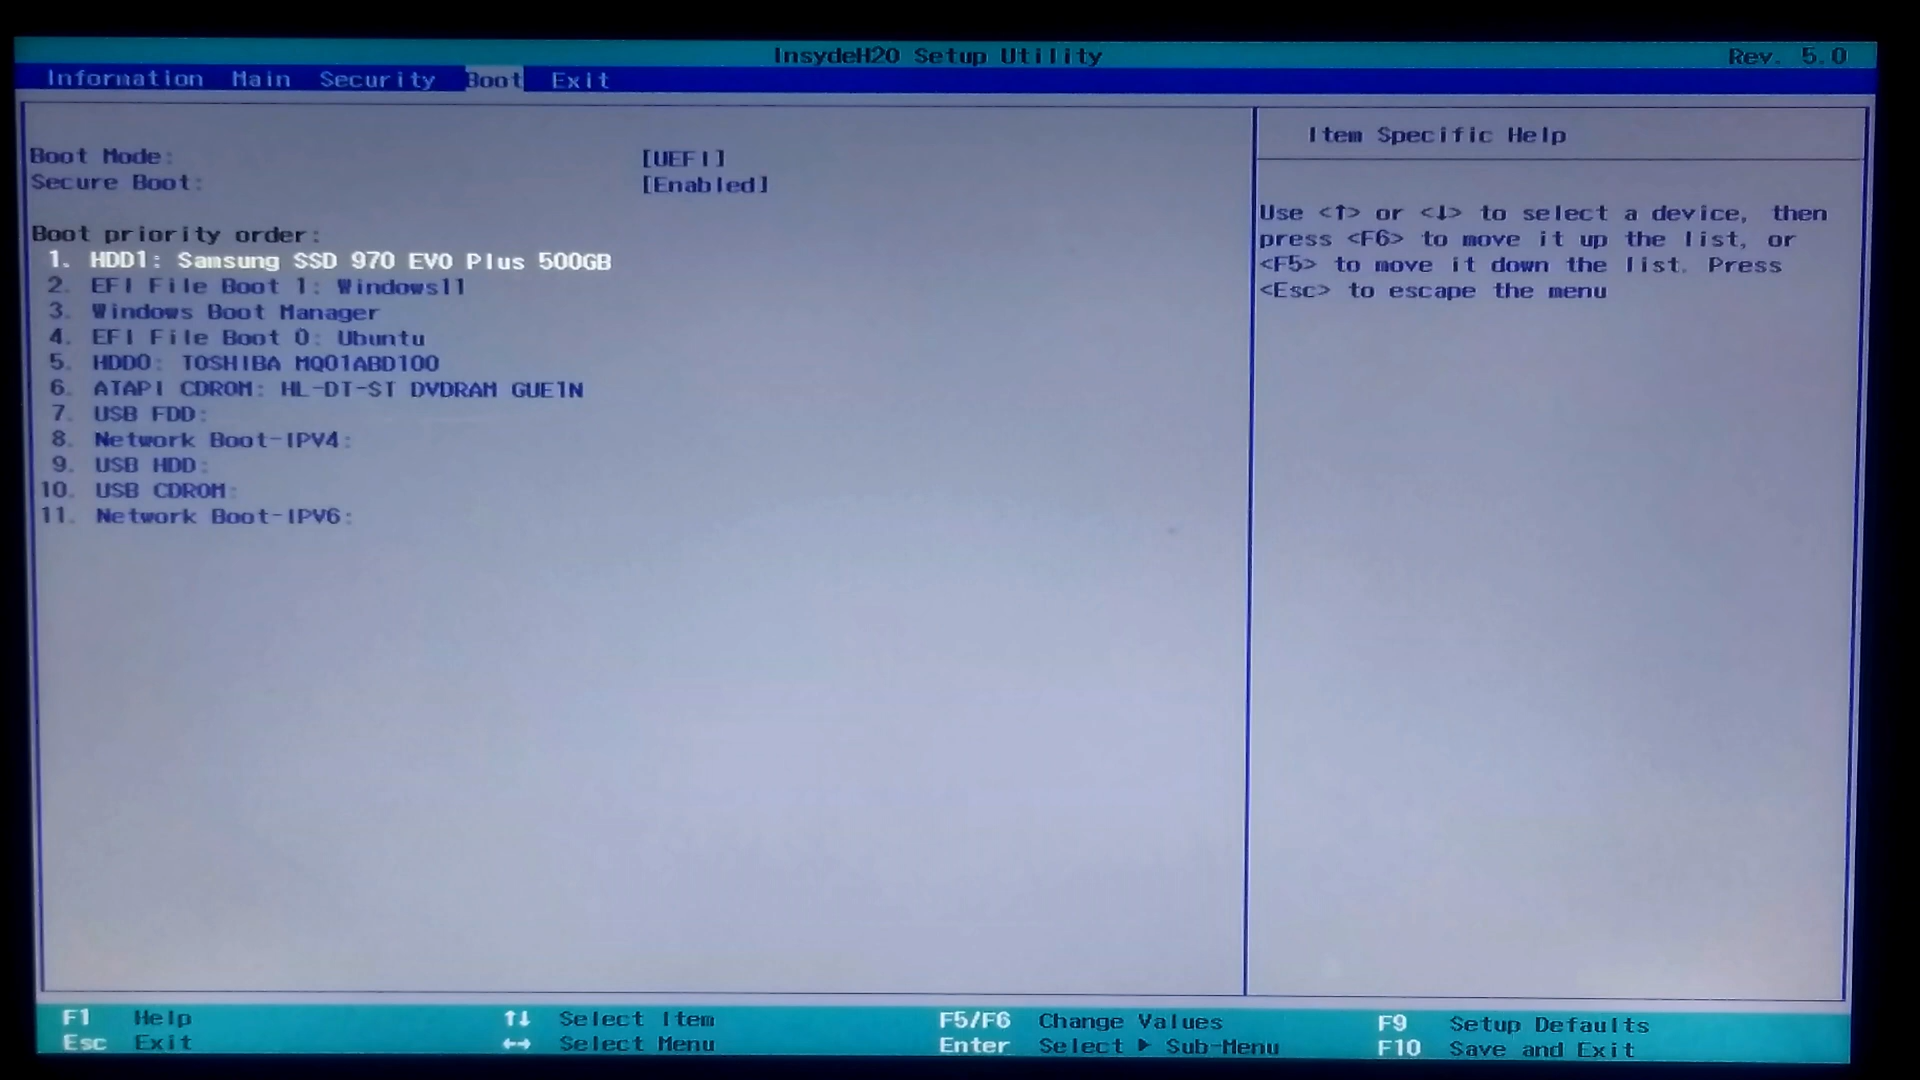 InsydeH20 Setup Utility Rev. 5.0
Information Main Security Boot Exit
Item Specific Help
Boot Mode: [UEFI]
Secure Boot: [Enabled]
Boot priority order:
1. HDD1: Samsung SSD 970 EVO Plus 500GB
2. EFI File Boot 1: Windows11
3. Windows Boot Manager
4. EFI File Boot 0: Ubuntu
5. HDD0: TOSHIBA MQ01ABD100
6. ATAPI CDROM: HL-DT-ST DVDRAM GUE1N
7. USB FDD:
8. Network Boot-IPV4:
9. USB HDD:
10. USB CDROM:
11. Network Boot-IPV6:
Use <↑> or <↓> to select a device, then
press <F6> to move it up the list, or
<F5> to move it down the list. Press
<Esc> to escape the menu
F1 Help ↑↓ Select Item F5/F6 Change Values F9 Setup Defaults
Esc Exit ↔ Select Menu Enter Select ▶ Sub-Menu F10 Save and Exit